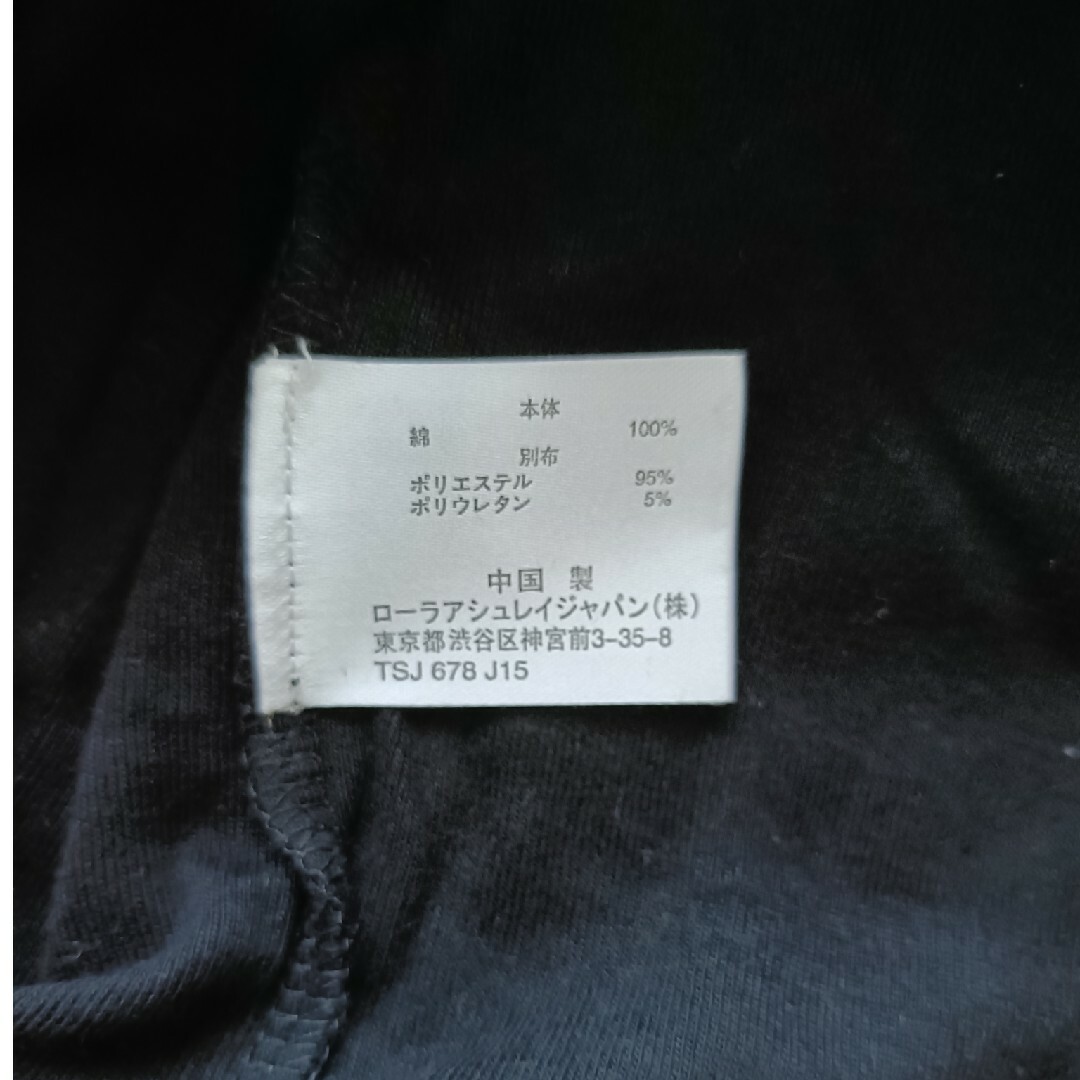 本体
綿 100%
別布
ポリエステル 95%
ポリウレタン 5%
中国 製
ローラアシュレイジャパン(株)
東京都渋谷区神宮前3-35-8
TSJ 678 J15